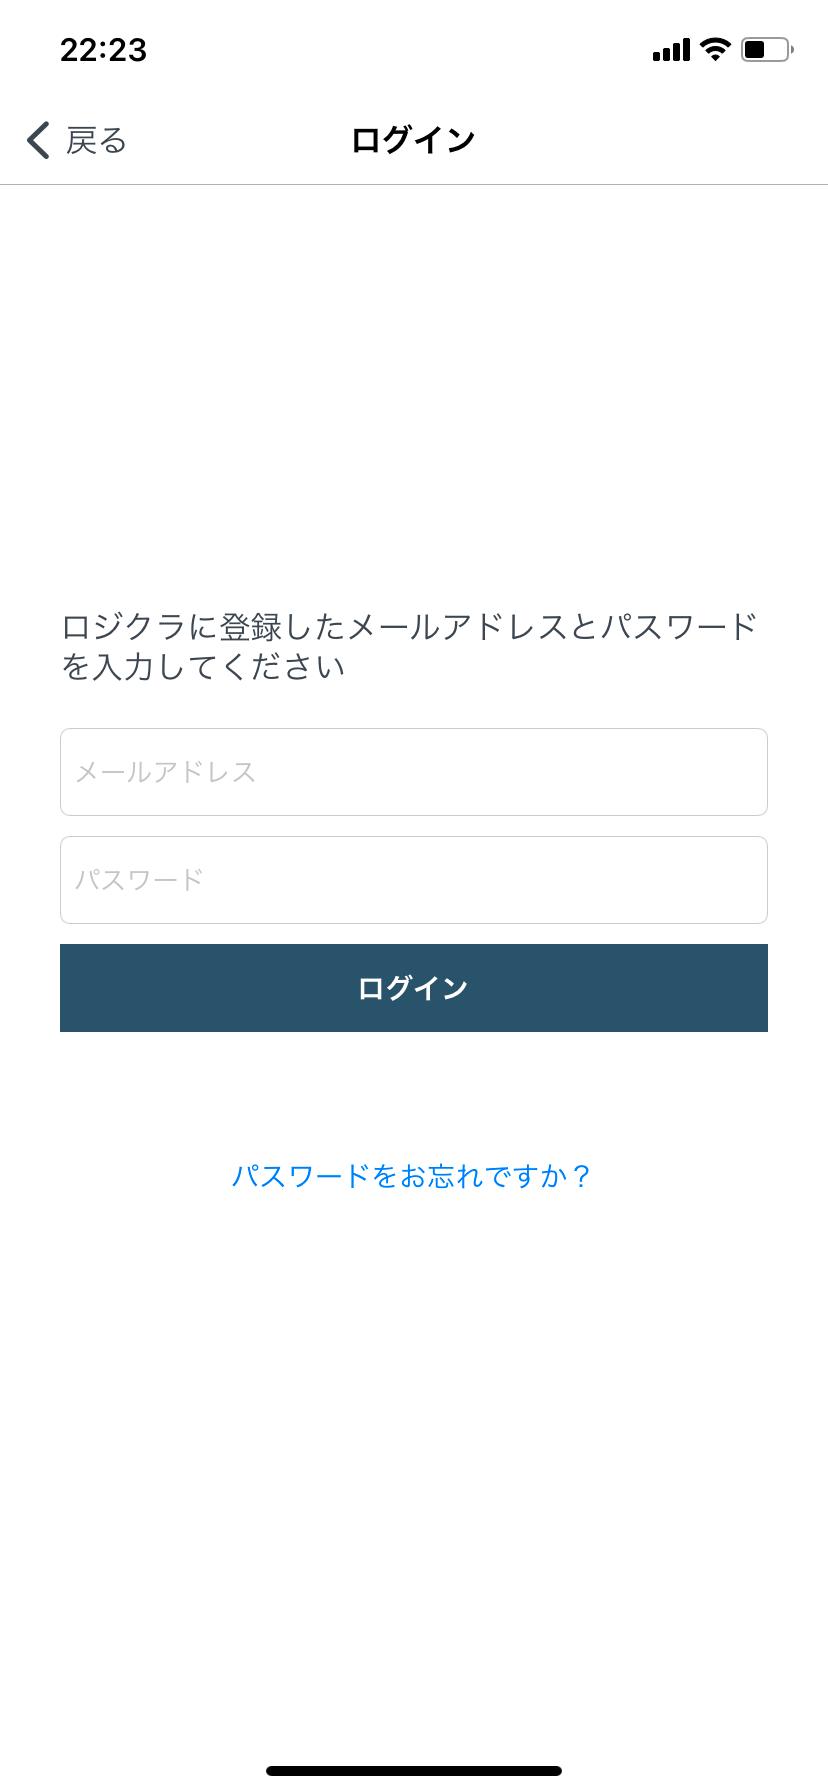 22:23
戻る
ログイン
ロジクラに登録したメールアドレスとパスワード
を入力してください
メールアドレス
パスワード
ログイン
パスワードをお忘れですか？